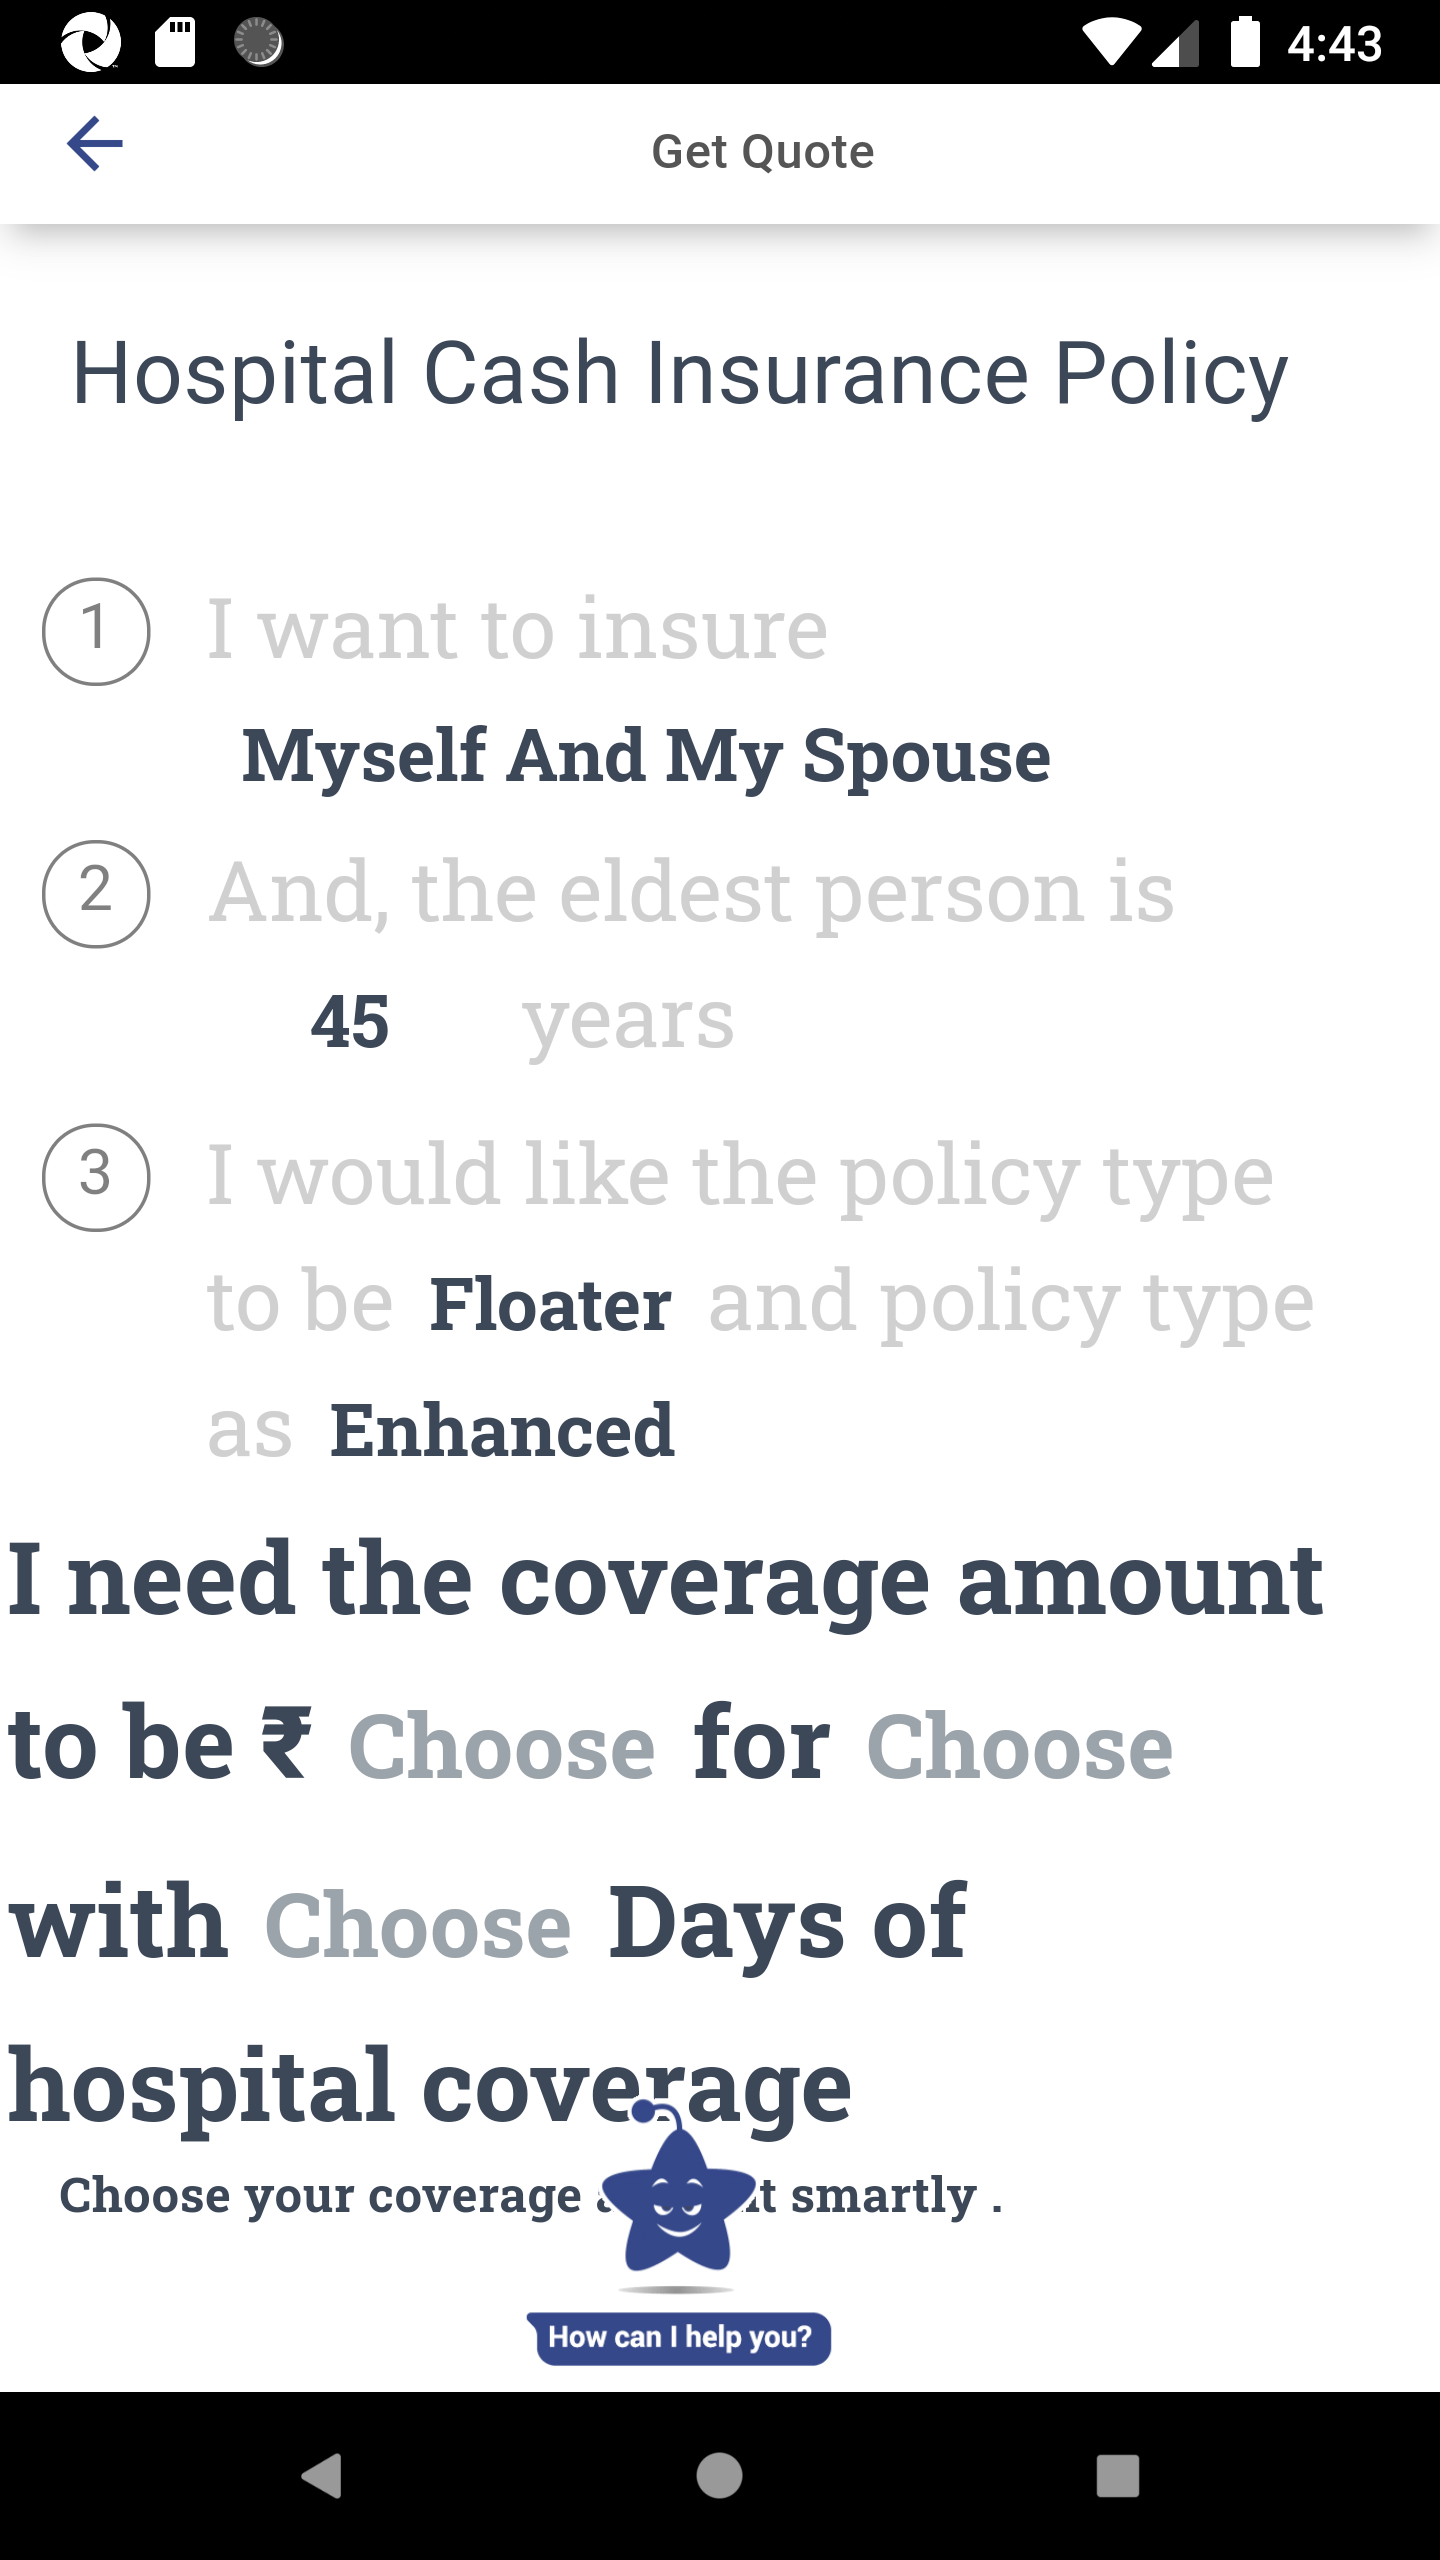 4:43
Get Quote
Hospital Cash Insurance Policy
1 I want to insure
Myself And My Spouse
2 And, the eldest person is
45 years
3 I would like the policy type
to be Floater and policy type
as Enhanced
I need the coverage amount
to be ₹ Choose for Choose
with Choose Days of
hospital coverage
Choose your coverage smartly .
How can I help you?